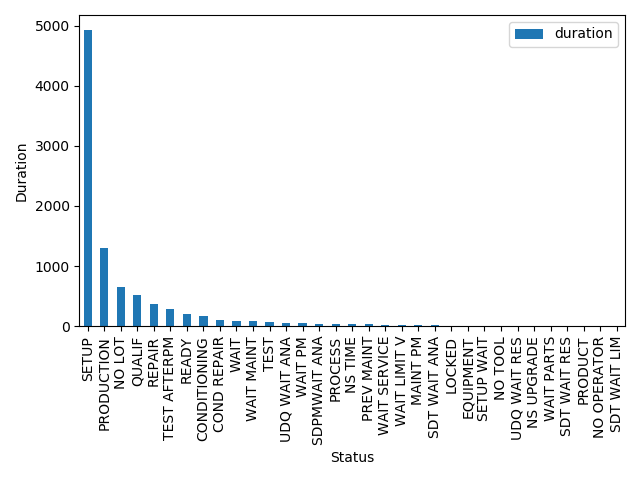 duration
5000
4000
3000
2000
1000
0
Duration
SETUP
PRODUCTION
NO LOT
QUALIF
REPAIR
TEST AFTERPM
READY
CONDITIONING
COND REPAIR
WAIT
WAIT MAINT
TEST
UDQ WAIT ANA
WAIT PM
SDPMWAIT ANA
PROCESS
NS TIME
PREV MAINT
WAIT SERVICE
WAIT LIMIT V
MAINT PM
SDT WAIT ANA
LOCKED
EQUIPMENT
SETUP WAIT
NO TOOL
UDQ WAIT RES
NS UPGRADE
WAIT PARTS
SDT WAIT RES
PRODUCT
NO OPERATOR
SDT WAIT LIM
Status